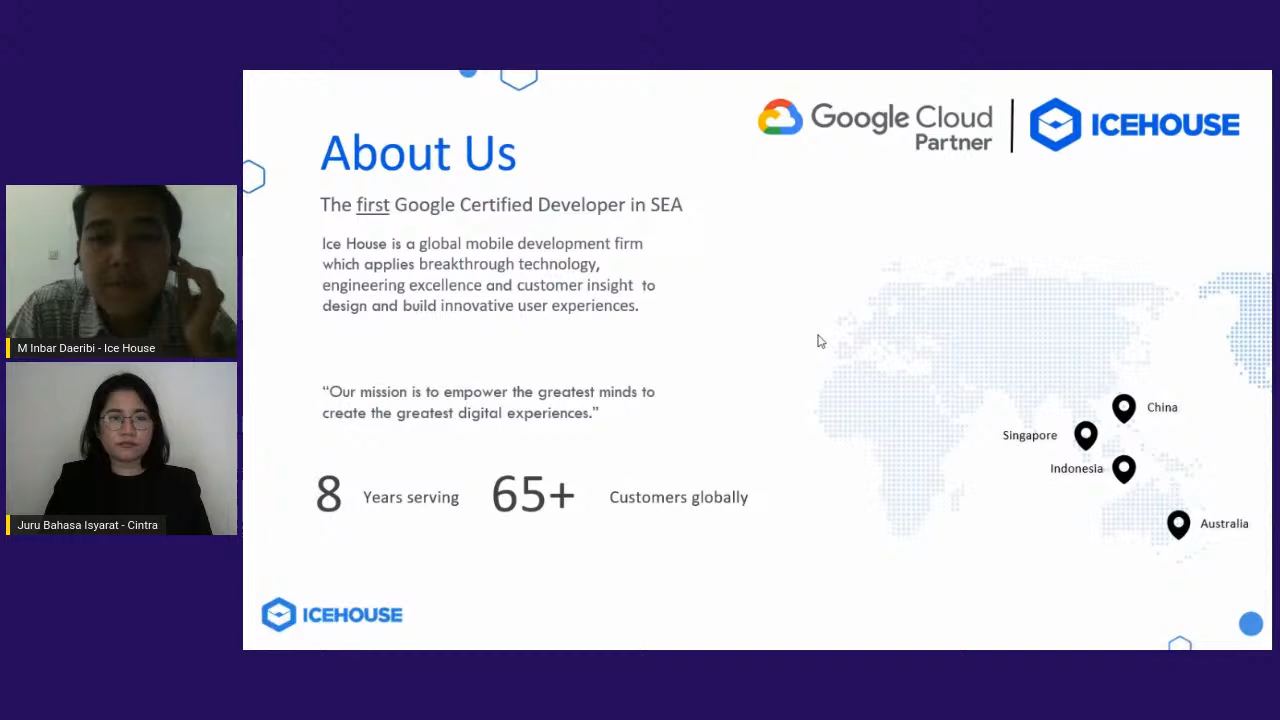 Google Cloud
Partner
ICEHOUSE
About Us
The first Google Certified Developer in SEA
Ice House is a global mobile development firm
which applies breakthrough technology,
engineering excellence and customer insight to
design and build innovative user experiences.
“Our mission is to empower the greatest minds to
create the greatest digital experiences.”
8 Years serving 65+ Customers globally
China
Singapore
Indonesia
Australia
ICEHOUSE
M Inbar Daeribi - Ice House
Juru Bahasa Isyarat - Cintra